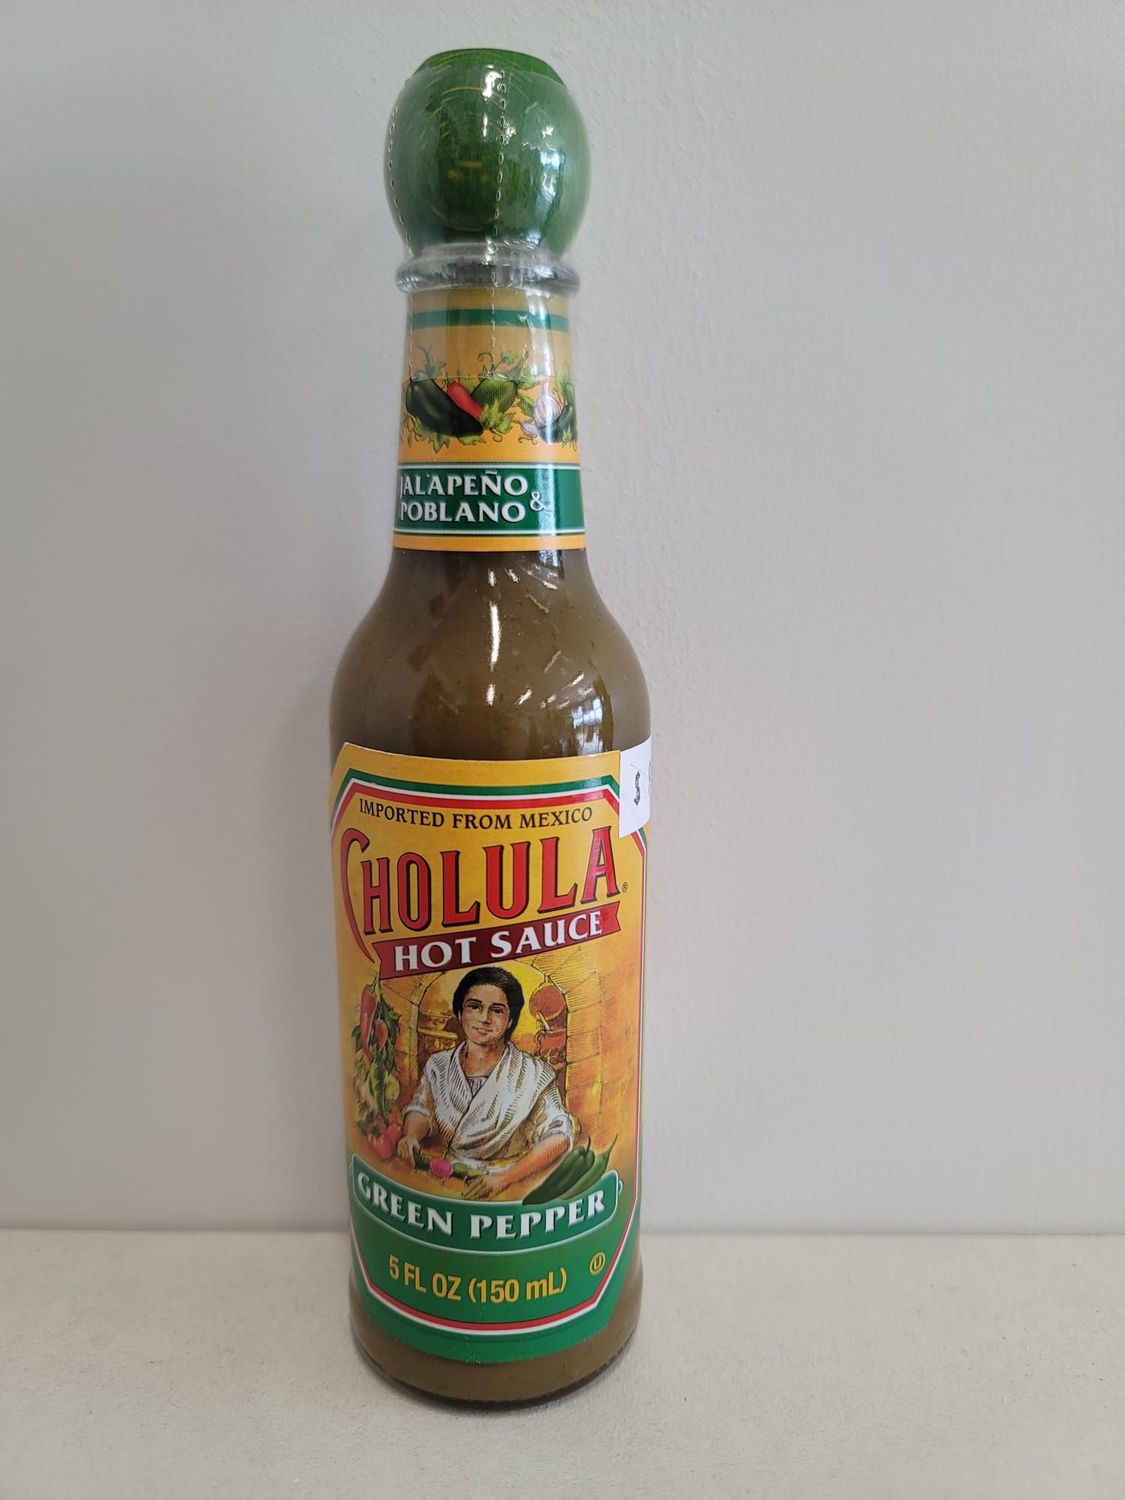 JALAPEÑO &
POBLANO
$
IMPORTED FROM MEXICO
CHOLULA®
HOT SAUCE
GREEN PEPPER
5 FL OZ (150 mL)
U